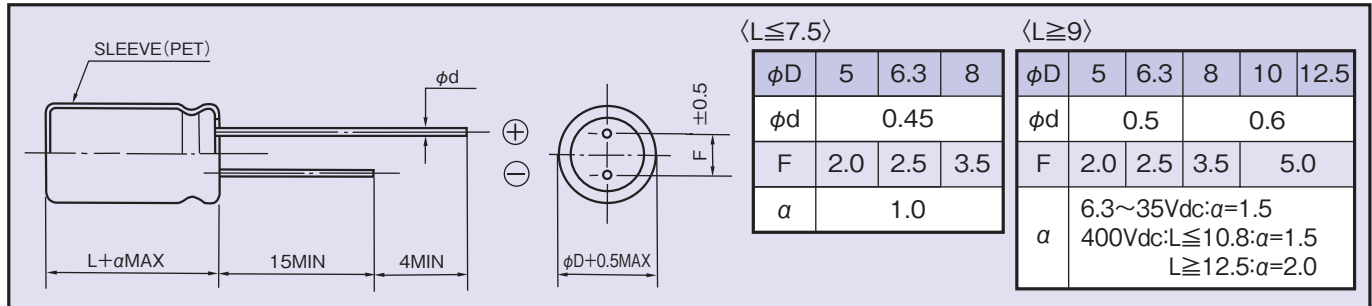 SLEEVE(PET)
φd
⊕
⊖
L+αMAX
15MIN
4MIN
F ±0.5
φD+0.5MAX
〈L≦7.5〉
φD 5 6.3 8
φd 0.45
F 2.0 2.5 3.5
α 1.0
〈L≧9〉
φD 5 6.3 8 10 12.5
φd 0.5 0.6
F 2.0 2.5 3.5 5.0
α 6.3~35Vdc:α=1.5
400Vdc:L≦10.8:α=1.5
L≧12.5:α=2.0